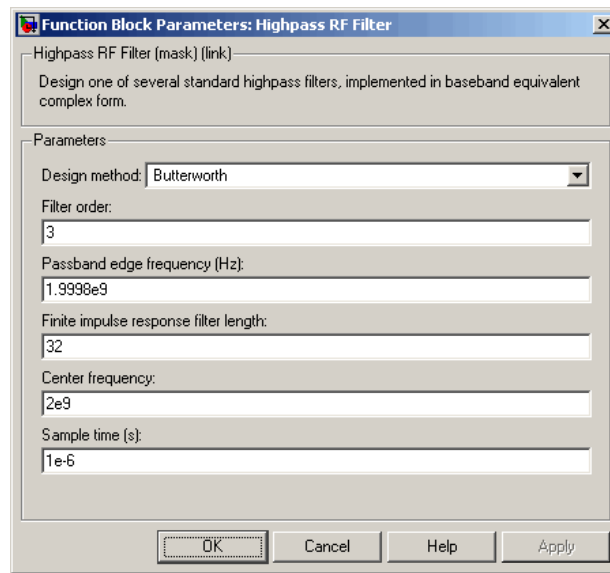 Function Block Parameters: Highpass RF Filter
Highpass RF Filter (mask) (link)
Design one of several standard highpass filters, implemented in baseband equivalent
complex form.
Parameters
Design method: Butterworth
Filter order:
3
Passband edge frequency (Hz):
1.9998e9
Finite impulse response filter length:
32
Center frequency:
2e9
Sample time (s):
1e-6
OK Cancel Help Apply